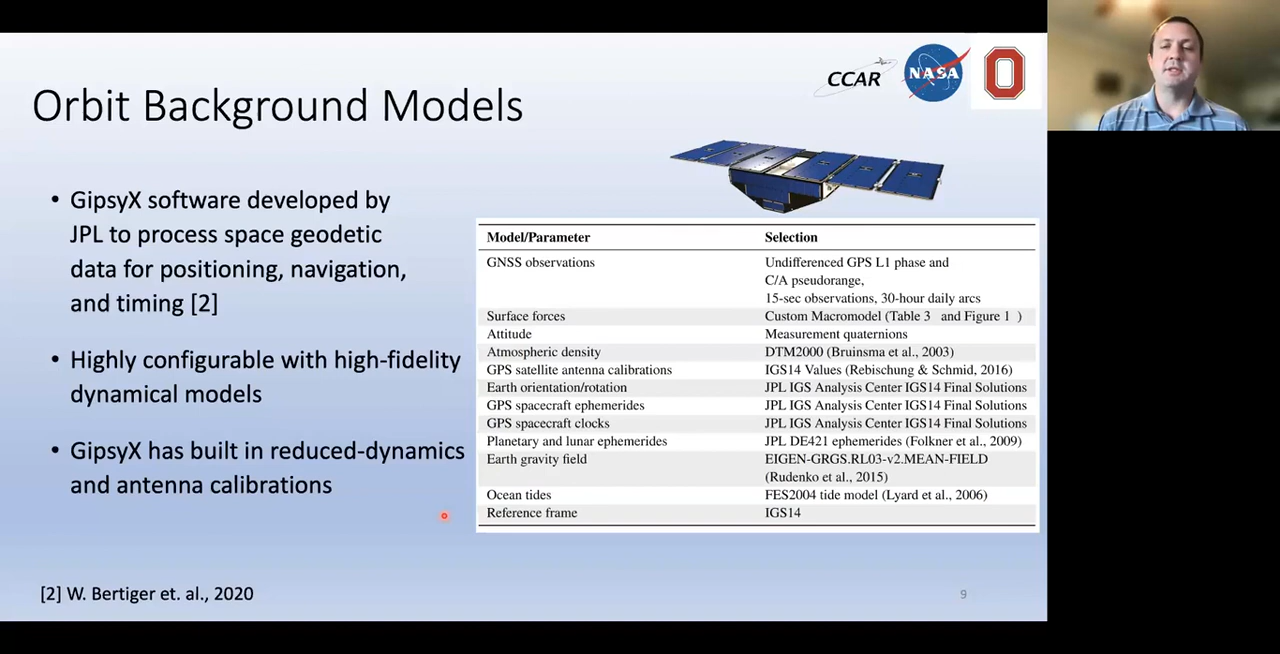 CCAR
NASA
Orbit Background Models
• GipsyX software developed by
JPL to process space geodetic
data for positioning, navigation,
and timing [2]
• Highly configurable with high-fidelity
dynamical models
• GipsyX has built in reduced-dynamics
and antenna calibrations
Model/Parameter Selection
GNSS observations Undifferenced GPS L1 phase and
C/A pseudorange,
15-sec observations, 30-hour daily arcs
Surface forces Custom Macromodel (Table 3 and Figure 1 )
Attitude Measurement quaternions
Atmospheric density DTM2000 (Bruinsma et al., 2003)
GPS satellite antenna calibrations IGS14 Values (Rebischung & Schmid, 2016)
Earth orientation/rotation JPL IGS Analysis Center IGS14 Final Solutions
GPS spacecraft ephemerides JPL IGS Analysis Center IGS14 Final Solutions
GPS spacecraft clocks JPL IGS Analysis Center IGS14 Final Solutions
Planetary and lunar ephemerides JPL DE421 ephemerides (Folkner et al., 2009)
Earth gravity field EIGEN-GRGS.RL03-v2.MEAN-FIELD
(Rudenko et al., 2015)
Ocean tides FES2004 tide model (Lyard et al., 2006)
Reference frame IGS14
[2] W. Bertiger et. al., 2020
9